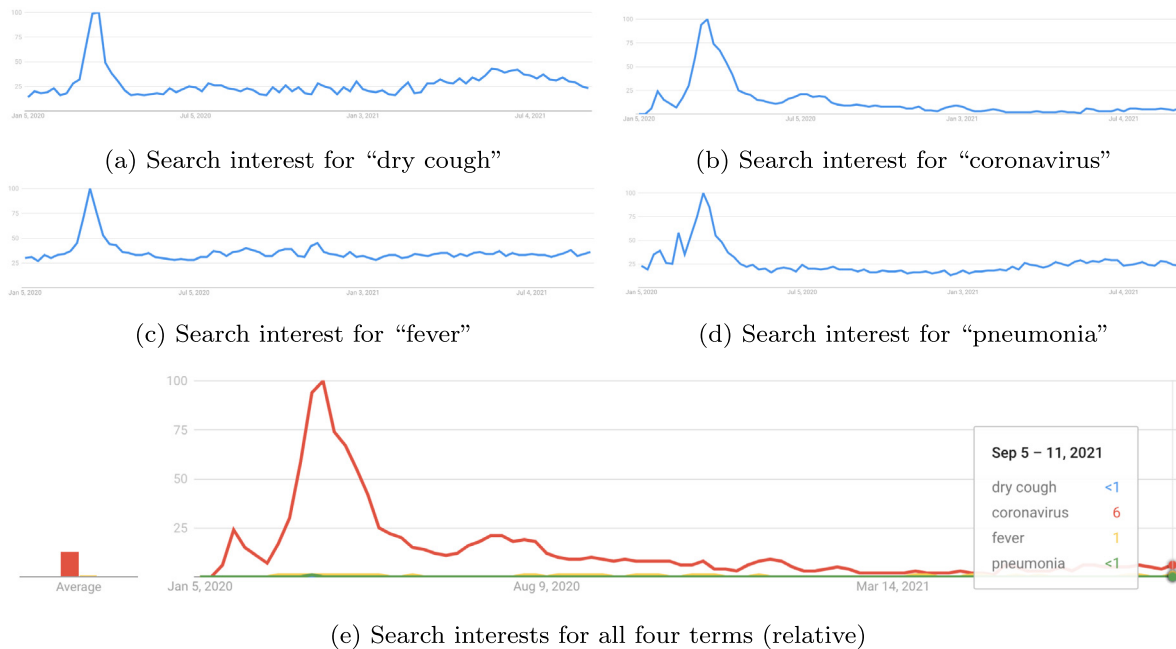 100
75
50
25
Jan 5, 2020 Jul 5, 2020 Jan 3, 2021 Jul 4, 2021
(a) Search interest for “dry cough”
100
75
50
25
Jan 5, 2020 Jul 5, 2020 Jan 3, 2021 Jul 4, 2021
(b) Search interest for “coronavirus”
100
75
50
25
Jan 5, 2020 Jul 5, 2020 Jan 3, 2021 Jul 4, 2021
(c) Search interest for “fever”
100
75
50
25
Jan 5, 2020 Jul 5, 2020 Jan 3, 2021 Jul 4, 2021
(d) Search interest for “pneumonia”
Average
100
75
50
25
Jan 5, 2020 Aug 9, 2020 Mar 14, 2021
Sep 5 – 11, 2021
dry cough <1
coronavirus 6
fever 1
pneumonia <1
(e) Search interests for all four terms (relative)